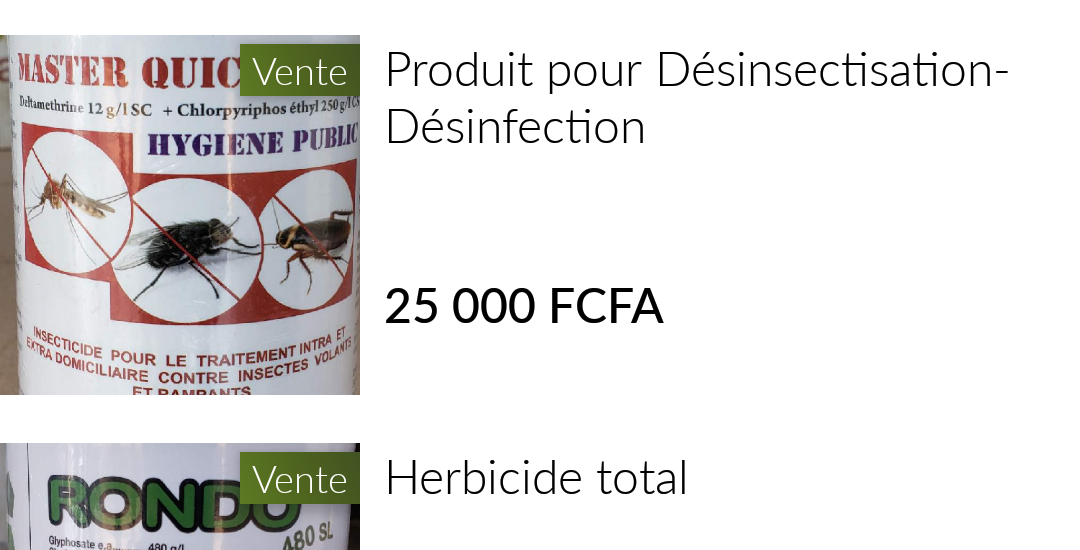 MASTER QUIC
Vente
Deltamethrine 12 g/l SC + Chlorpyriphos éthyl 250 g/l CS
HYGIENE PUBLIC
INSECTICIDE POUR LE TRAITEMENT INTRA ET
EXTRA DOMICILIAIRE CONTRE INSECTES VOLANTS
ET RAMPANTS
Produit pour Désinsectisation-
Désinfection
25 000 FCFA
RONDO
Vente
480 SL
Glyphosate e.a. 480 g/l
Herbicide total